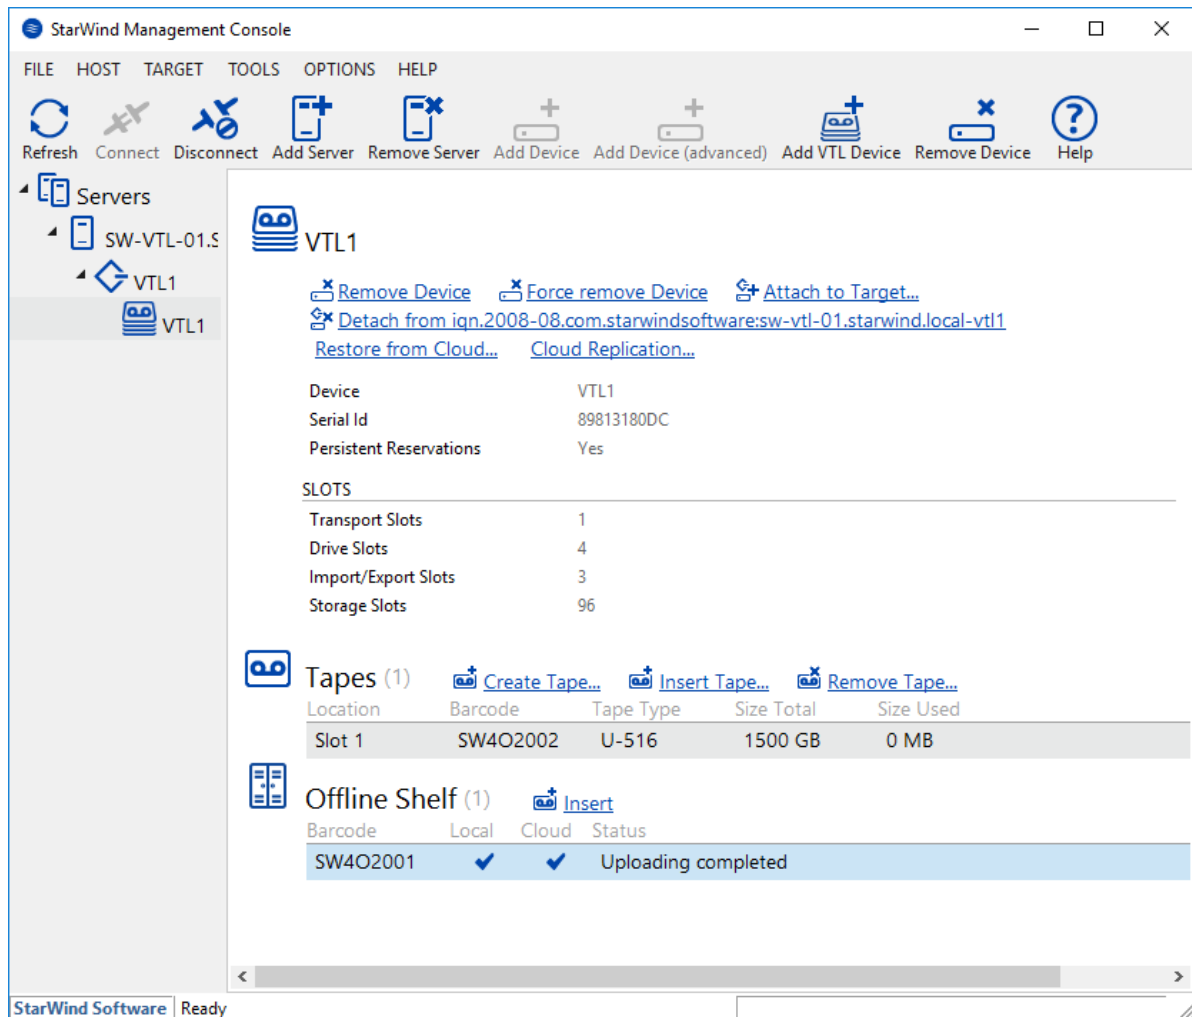 StarWind Management Console
FILE HOST TARGET TOOLS OPTIONS HELP
Refresh Connect Disconnect Add Server Remove Server Add Device Add Device (advanced) Add VTL Device Remove Device Help
Servers
SW-VTL-01.S
VTL1
VTL1
VTL1
Remove Device Force remove Device Attach to Target...
Detach from iqn.2008-08.com.starwindsoftware:sw-vtl-01.starwind.local-vtl1
Restore from Cloud... Cloud Replication...
Device VTL1
Serial Id 89813180DC
Persistent Reservations Yes
SLOTS
Transport Slots 1
Drive Slots 4
Import/Export Slots 3
Storage Slots 96
Tapes (1) Create Tape... Insert Tape... Remove Tape...
Location Barcode Tape Type Size Total Size Used
Slot 1 SW4O2002 U-516 1500 GB 0 MB
Offline Shelf (1) Insert
Barcode Local Cloud Status
SW4O2001 Uploading completed
StarWind Software Ready